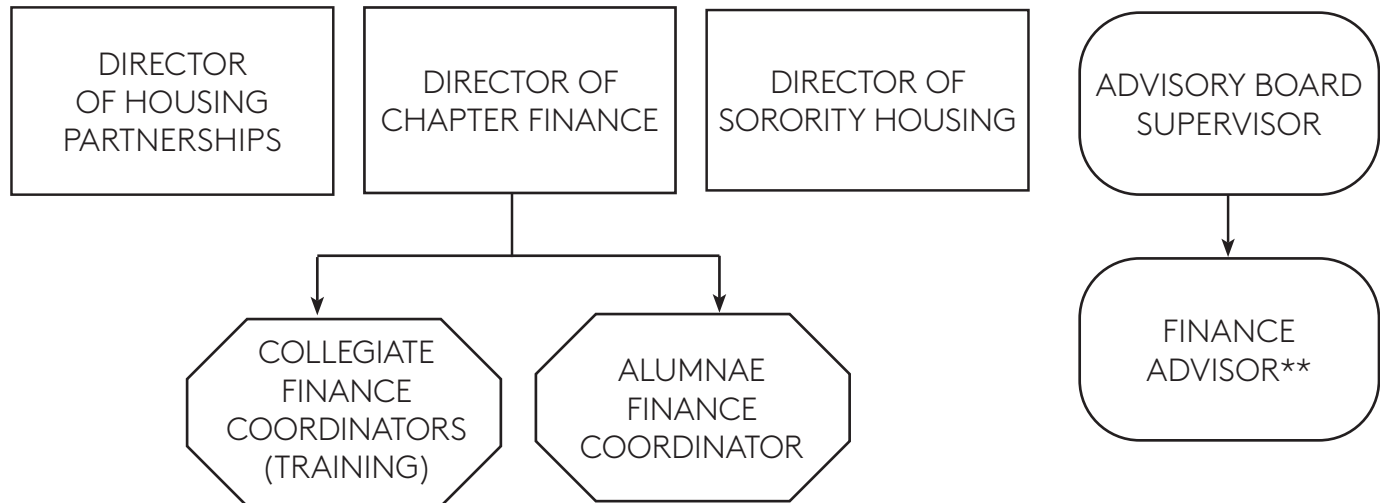 DIRECTOR
OF HOUSING
PARTNERSHIPS
DIRECTOR OF
CHAPTER FINANCE
DIRECTOR OF
SORORITY HOUSING
ADVISORY BOARD
SUPERVISOR
COLLEGIATE
FINANCE
COORDINATORS
(TRAINING)
ALUMNAE
FINANCE
COORDINATOR
FINANCE
ADVISOR**